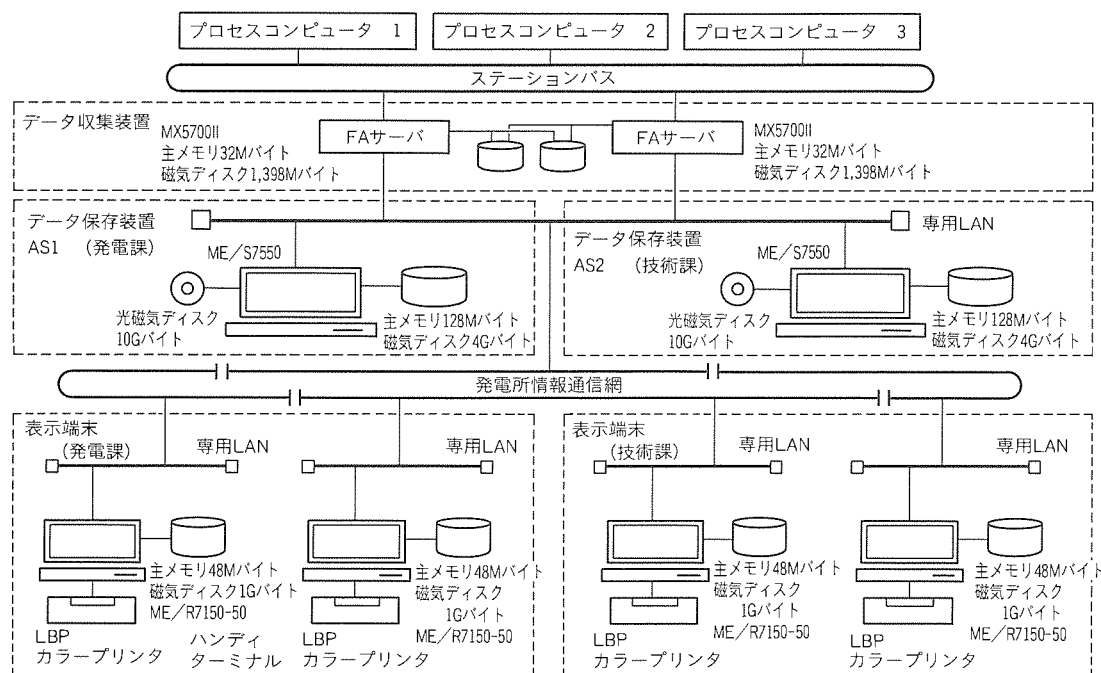 プロセスコンピュータ 1
プロセスコンピュータ 2
プロセスコンピュータ 3
ステーションバス
データ収集装置
MX5700II
主メモリ32Mバイト
磁気ディスク1,398Mバイト
FAサーバ
FAサーバ
MX5700II
主メモリ32Mバイト
磁気ディスク1,398Mバイト
データ保存装置
AS1 (発電課)
ME/S7550
光磁気ディスク
10Gバイト
主メモリ128Mバイト
磁気ディスク4Gバイト
専用LAN
データ保存装置
AS2 (技術課)
ME/S7550
光磁気ディスク
10Gバイト
主メモリ128Mバイト
磁気ディスク4Gバイト
発電所情報通信網
表示端末
(発電課)
専用LAN
主メモリ48Mバイト
磁気ディスク1Gバイト
ME/R7150-50
LBP
カラープリンタ
ハンディ
ターミナル
専用LAN
主メモリ48Mバイト
磁気ディスク
1Gバイト
ME/R7150-50
LBP
カラープリンタ
表示端末
(技術課)
専用LAN
主メモリ48Mバイト
磁気ディスク
1Gバイト
ME/R7150-50
LBP
カラープリンタ
専用LAN
主メモリ48Mバイト
磁気ディスク
1Gバイト
ME/R7150-50
LBP
カラープリンタ